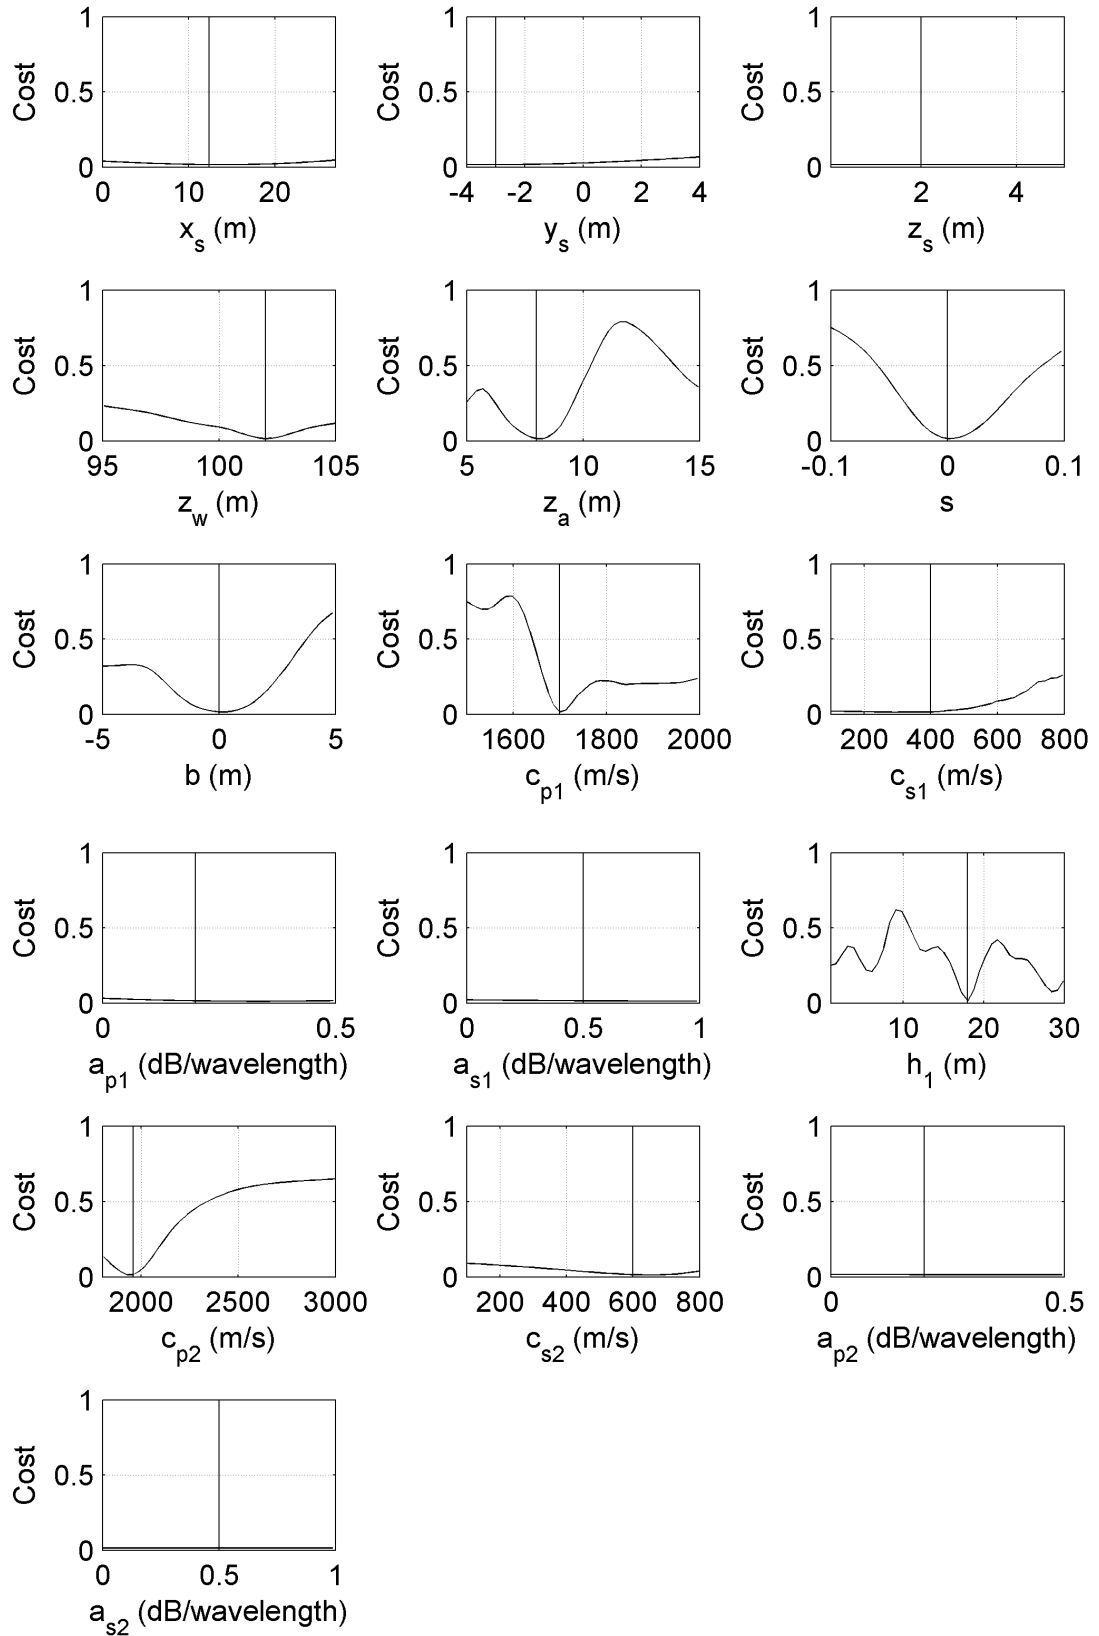 1
0.5
0
Cost
0 10 20
x_s (m)
1
0.5
0
Cost
-4 -2 0 2 4
y_s (m)
1
0.5
0
Cost
2 4
z_s (m)
1
0.5
0
Cost
95 100 105
z_w (m)
1
0.5
0
Cost
5 10 15
z_a (m)
1
0.5
0
Cost
-0.1 0 0.1
s
1
0.5
0
Cost
-5 0 5
b (m)
1
0.5
0
Cost
1600 1800 2000
c_p1 (m/s)
1
0.5
0
Cost
200 400 600 800
c_s1 (m/s)
1
0.5
0
Cost
0 0.5
a_p1 (dB/wavelength)
1
0.5
0
Cost
0 0.5 1
a_s1 (dB/wavelength)
1
0.5
0
Cost
10 20 30
h_1 (m)
1
0.5
0
Cost
2000 2500 3000
c_p2 (m/s)
1
0.5
0
Cost
200 400 600 800
c_s2 (m/s)
1
0.5
0
Cost
0 0.5
a_p2 (dB/wavelength)
1
0.5
0
Cost
0 0.5 1
a_s2 (dB/wavelength)